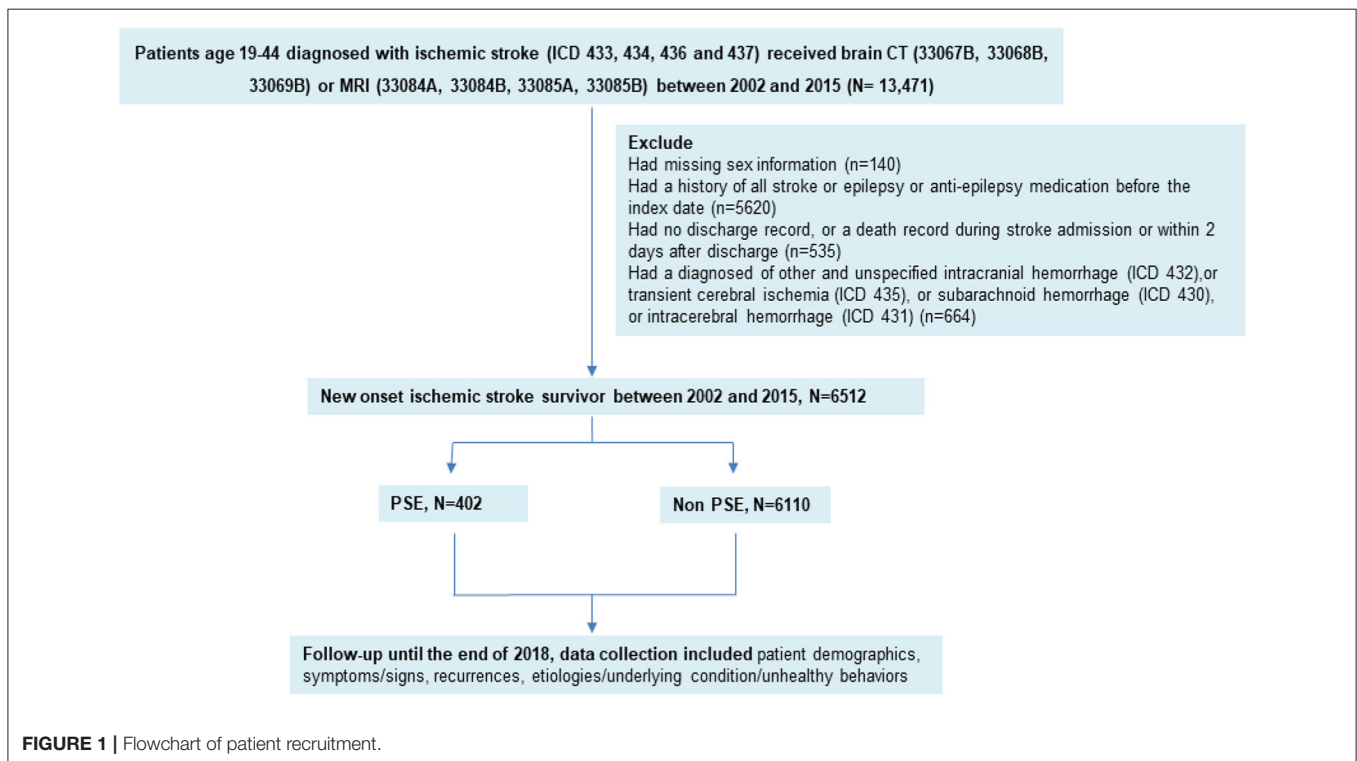 Patients age 19-44 diagnosed with ischemic stroke (ICD 433, 434, 436 and 437) received brain CT (33067B, 33068B,
33069B) or MRI (33084A, 33084B, 33085A, 33085B) between 2002 and 2015 (N= 13,471)
Exclude
Had missing sex information (n=140)
Had a history of all stroke or epilepsy or anti-epilepsy medication before the
index date (n=5620)
Had no discharge record, or a death record during stroke admission or within 2
days after discharge (n=535)
Had a diagnosed of other and unspecified intracranial hemorrhage (ICD 432),or
transient cerebral ischemia (ICD 435), or subarachnoid hemorrhage (ICD 430),
or intracerebral hemorrhage (ICD 431) (n=664)
New onset ischemic stroke survivor between 2002 and 2015, N=6512
PSE, N=402
Non PSE, N=6110
Follow-up until the end of 2018, data collection included patient demographics,
symptoms/signs, recurrences, etiologies/underlying condition/unhealthy behaviors
FIGURE 1 | Flowchart of patient recruitment.